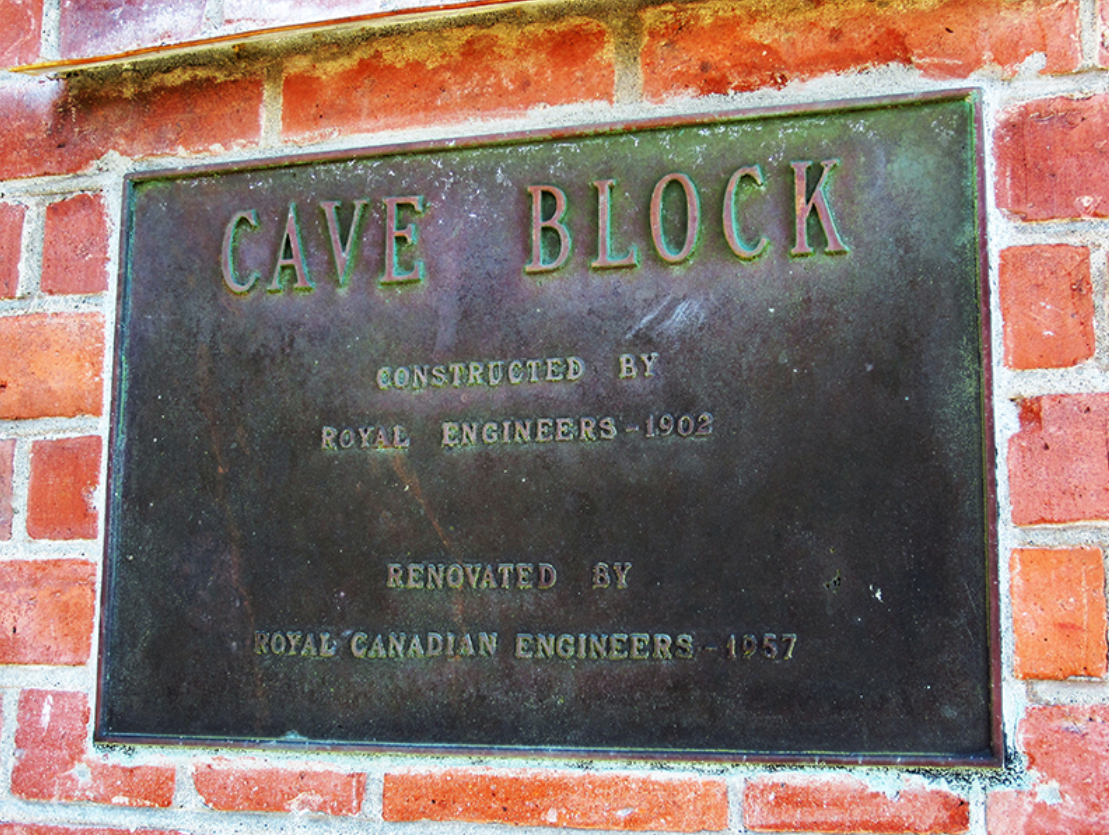 CAVE BLOCK
CONSTRUCTED BY
ROYAL ENGINEERS - 1902
RENOVATED BY
ROYAL CANADIAN ENGINEERS - 1957